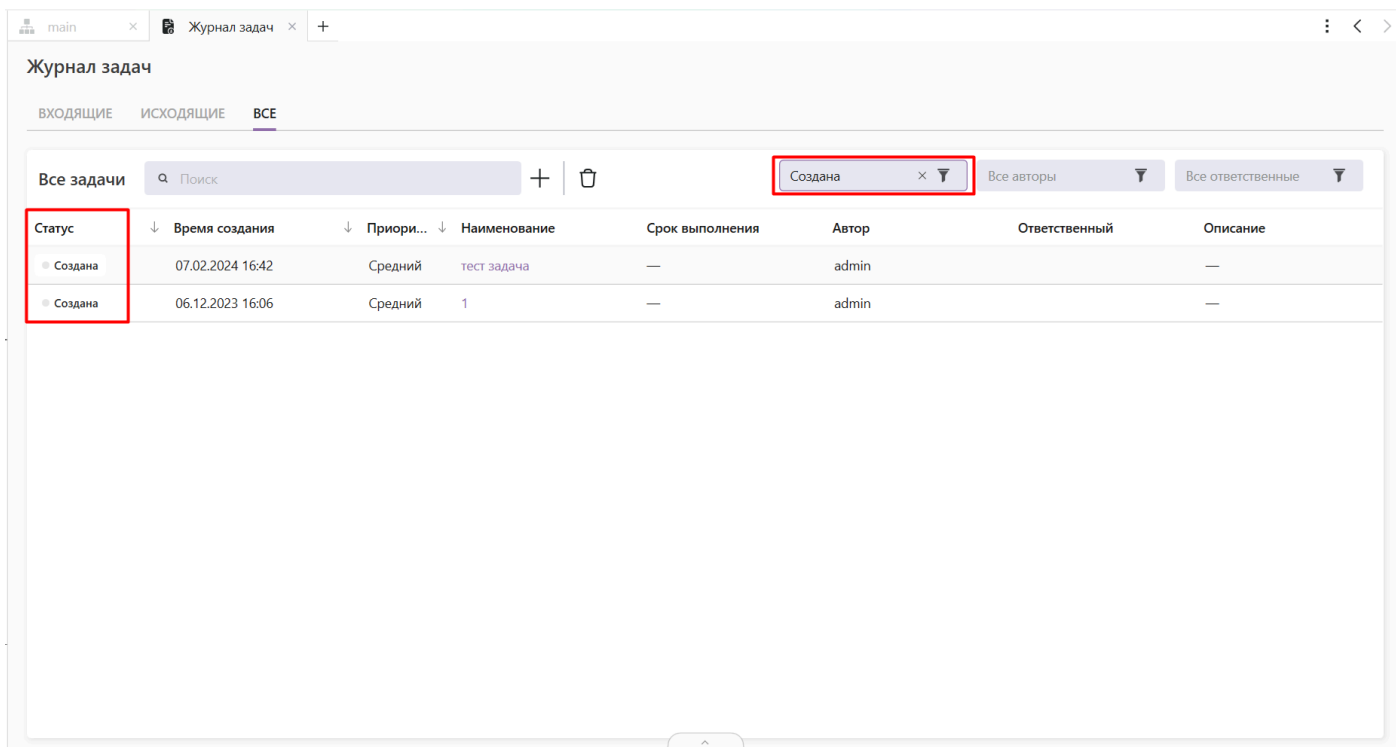 main Журнал задач
Журнал задач
ВХОДЯЩИЕ ИСХОДЯЩИЕ ВСЕ
Все задачи Поиск Создана Все авторы Все ответственные
Статус Время создания Приори... Наименование Срок выполнения Автор Ответственный Описание
Создана 07.02.2024 16:42 Средний тест задача — admin —
Создана 06.12.2023 16:06 Средний 1 — admin —